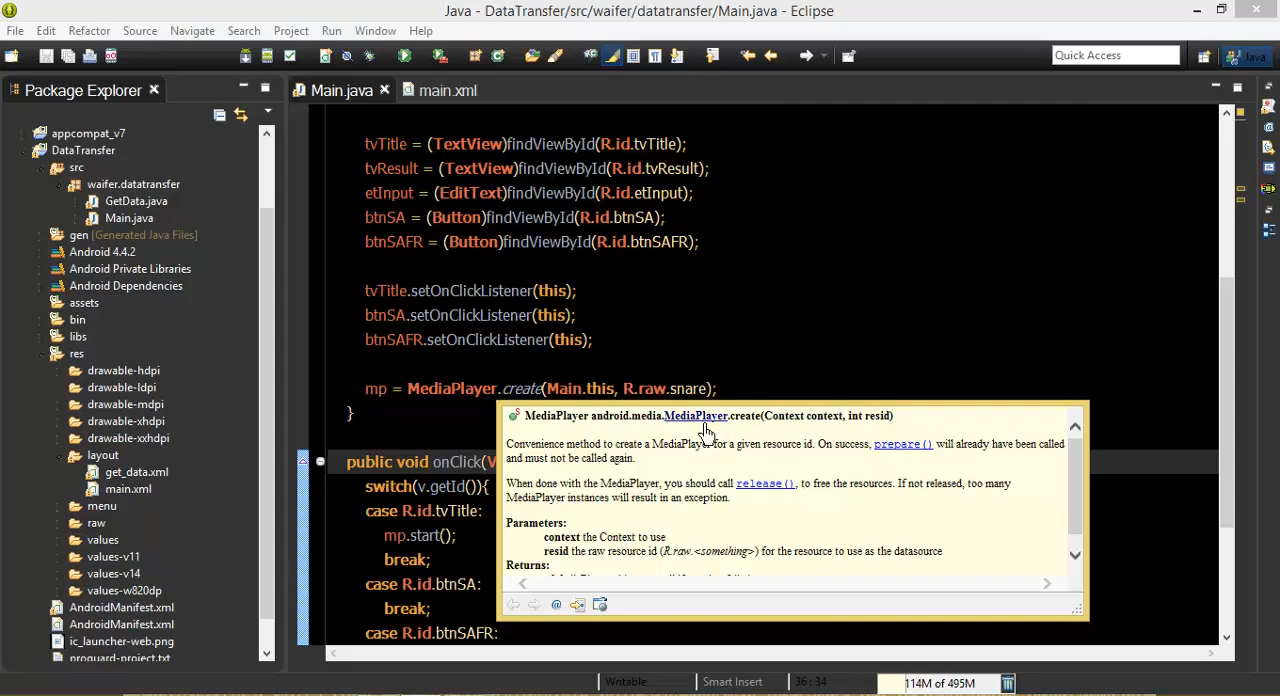 Java - DataTransfer/src/waifer/datatransfer/Main.java - Eclipse
File Edit Refactor Source Navigate Search Project Run Window Help
Quick Access
Java
Package Explorer
Main.java
main.xml
appcompat_v7
DataTransfer
src
waifer.datatransfer
GetData.java
Main.java
gen [Generated Java Files]
Android 4.4.2
Android Private Libraries
Android Dependencies
assets
bin
libs
res
drawable-hdpi
drawable-ldpi
drawable-mdpi
drawable-xhdpi
drawable-xxhdpi
layout
get_data.xml
main.xml
menu
raw
values
values-v11
values-v14
values-w820dp
AndroidManifest.xml
AndroidManifest.xml
ic_launcher-web.png
proguard-project.txt
tvTitle = (TextView)findViewById(R.id.tvTitle);
tvResult = (TextView)findViewById(R.id.tvResult);
etInput = (EditText)findViewById(R.id.etInput);
btnSA = (Button)findViewById(R.id.btnSA);
btnSAFR = (Button)findViewById(R.id.btnSAFR);
tvTitle.setOnClickListener(this);
btnSA.setOnClickListener(this);
btnSAFR.setOnClickListener(this);
mp = MediaPlayer.create(Main.this, R.raw.snare);
}
public void onClick(V
switch(v.getId()){
case R.id.tvTitle:
mp.start();
break;
case R.id.btnSA:
break;
case R.id.btnSAFR:
MediaPlayer android.media.MediaPlayer.create(Context context, int resid)
Convenience method to create a MediaPlayer for a given resource id. On success, prepare() will already have been called
and must not be called again.
When done with the MediaPlayer, you should call release(), to free the resources. If not released, too many
MediaPlayer instances will result in an exception.
Parameters:
context the Context to use
resid the raw resource id (R.raw.<something>) for the resource to use as the datasource
Returns:
Writable Smart Insert 36 : 34 114M of 495M